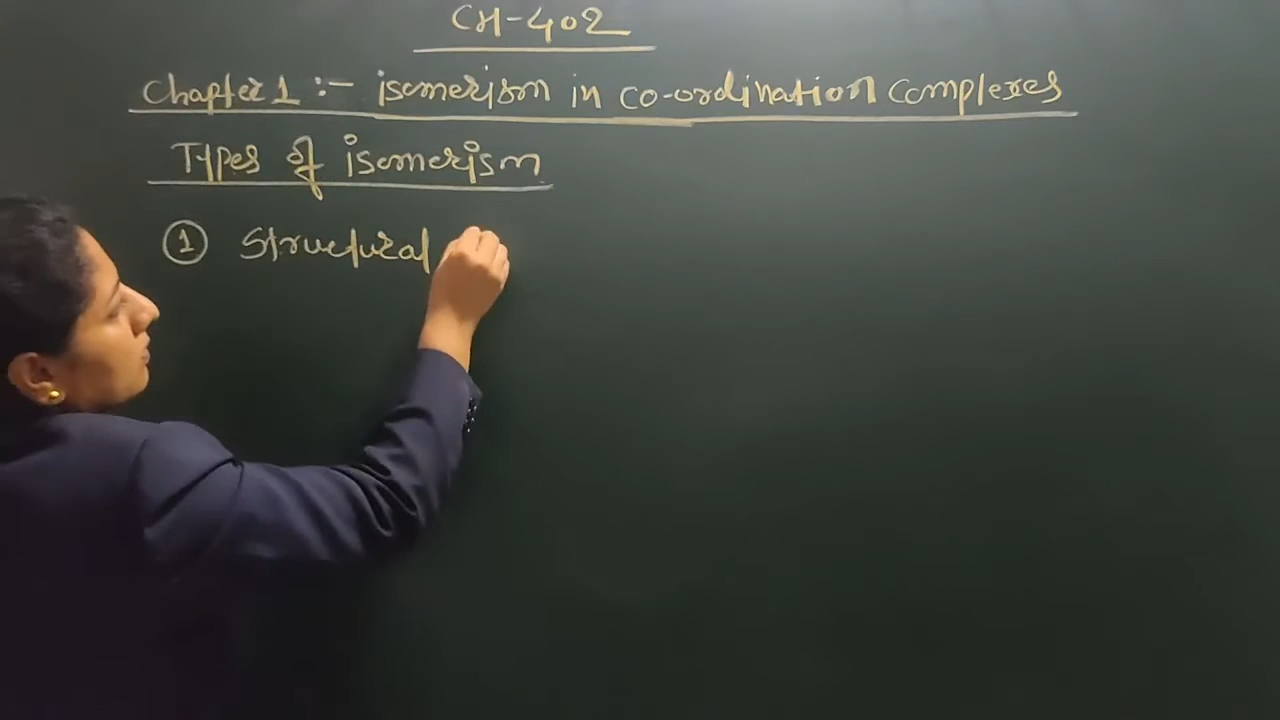 CH-402
Chapter 1 :- isomerism in co-ordination complexes
Types of isomerism
① Structural